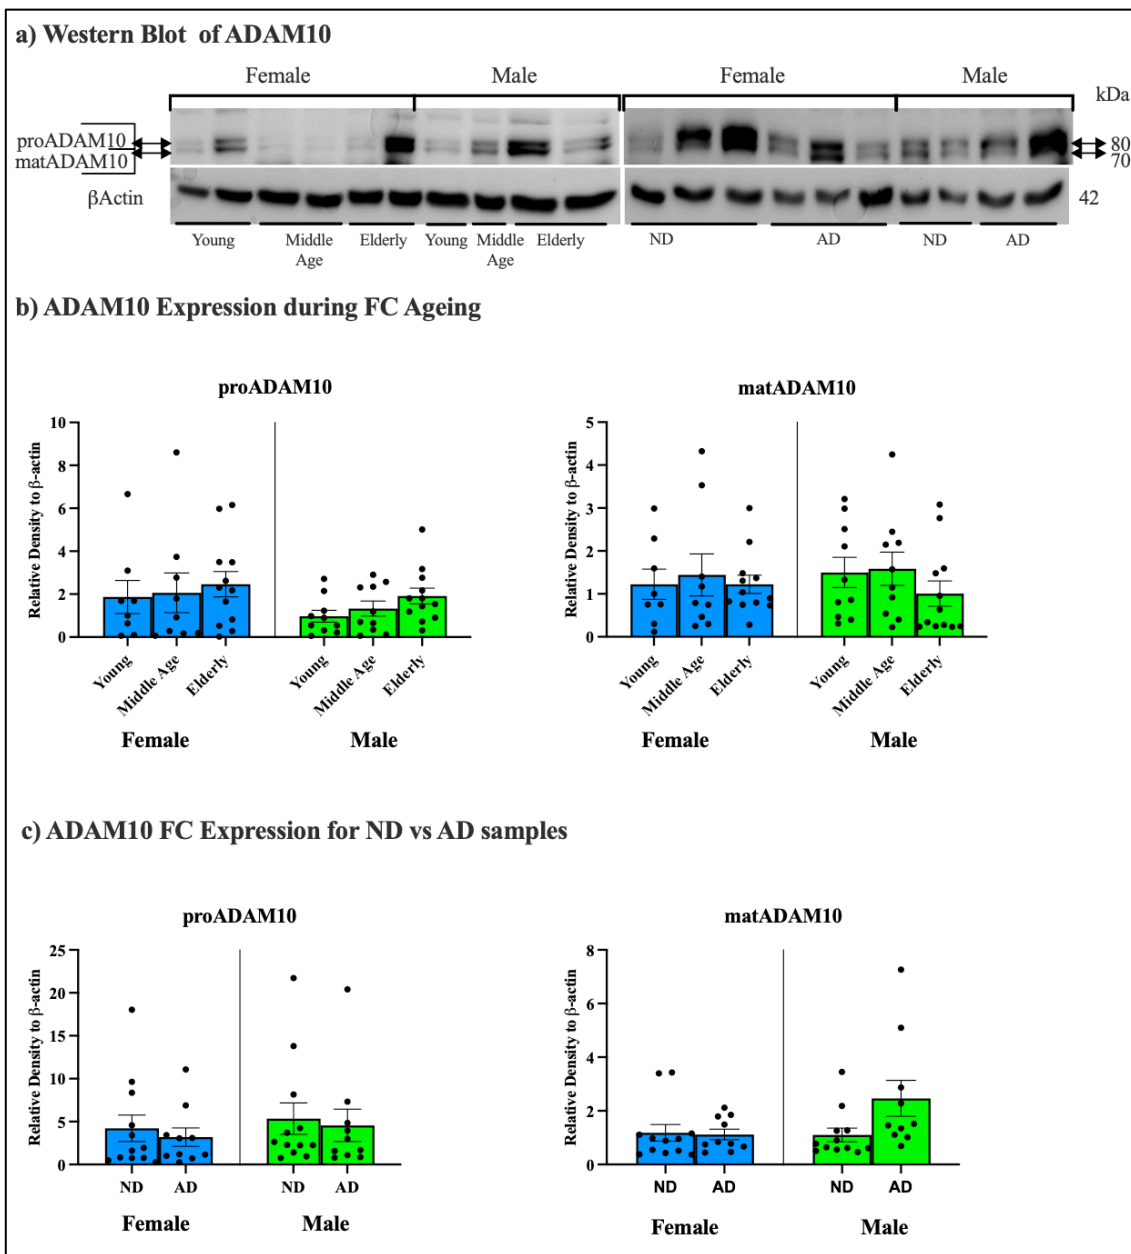 a) Western Blot of ADAM10
Female Male Female Male
kDa
proADAM10 80
matADAM10 70
βActin 42
Young Middle Age Elderly Young Middle Age Elderly ND AD ND AD
b) ADAM10 Expression during FC Ageing
proADAM10
Relative Density to β-actin
10
8
6
4
2
0
Young Middle Age Elderly Young Middle Age Elderly
Female Male
matADAM10
Relative Density to β-actin
5
4
3
2
1
0
Young Middle Age Elderly Young Middle Age Elderly
Female Male
c) ADAM10 FC Expression for ND vs AD samples
proADAM10
Relative Density to β-actin
25
20
15
10
5
0
ND AD ND AD
Female Male
matADAM10
Relative Density to β-actin
8
6
4
2
0
ND AD ND AD
Female Male